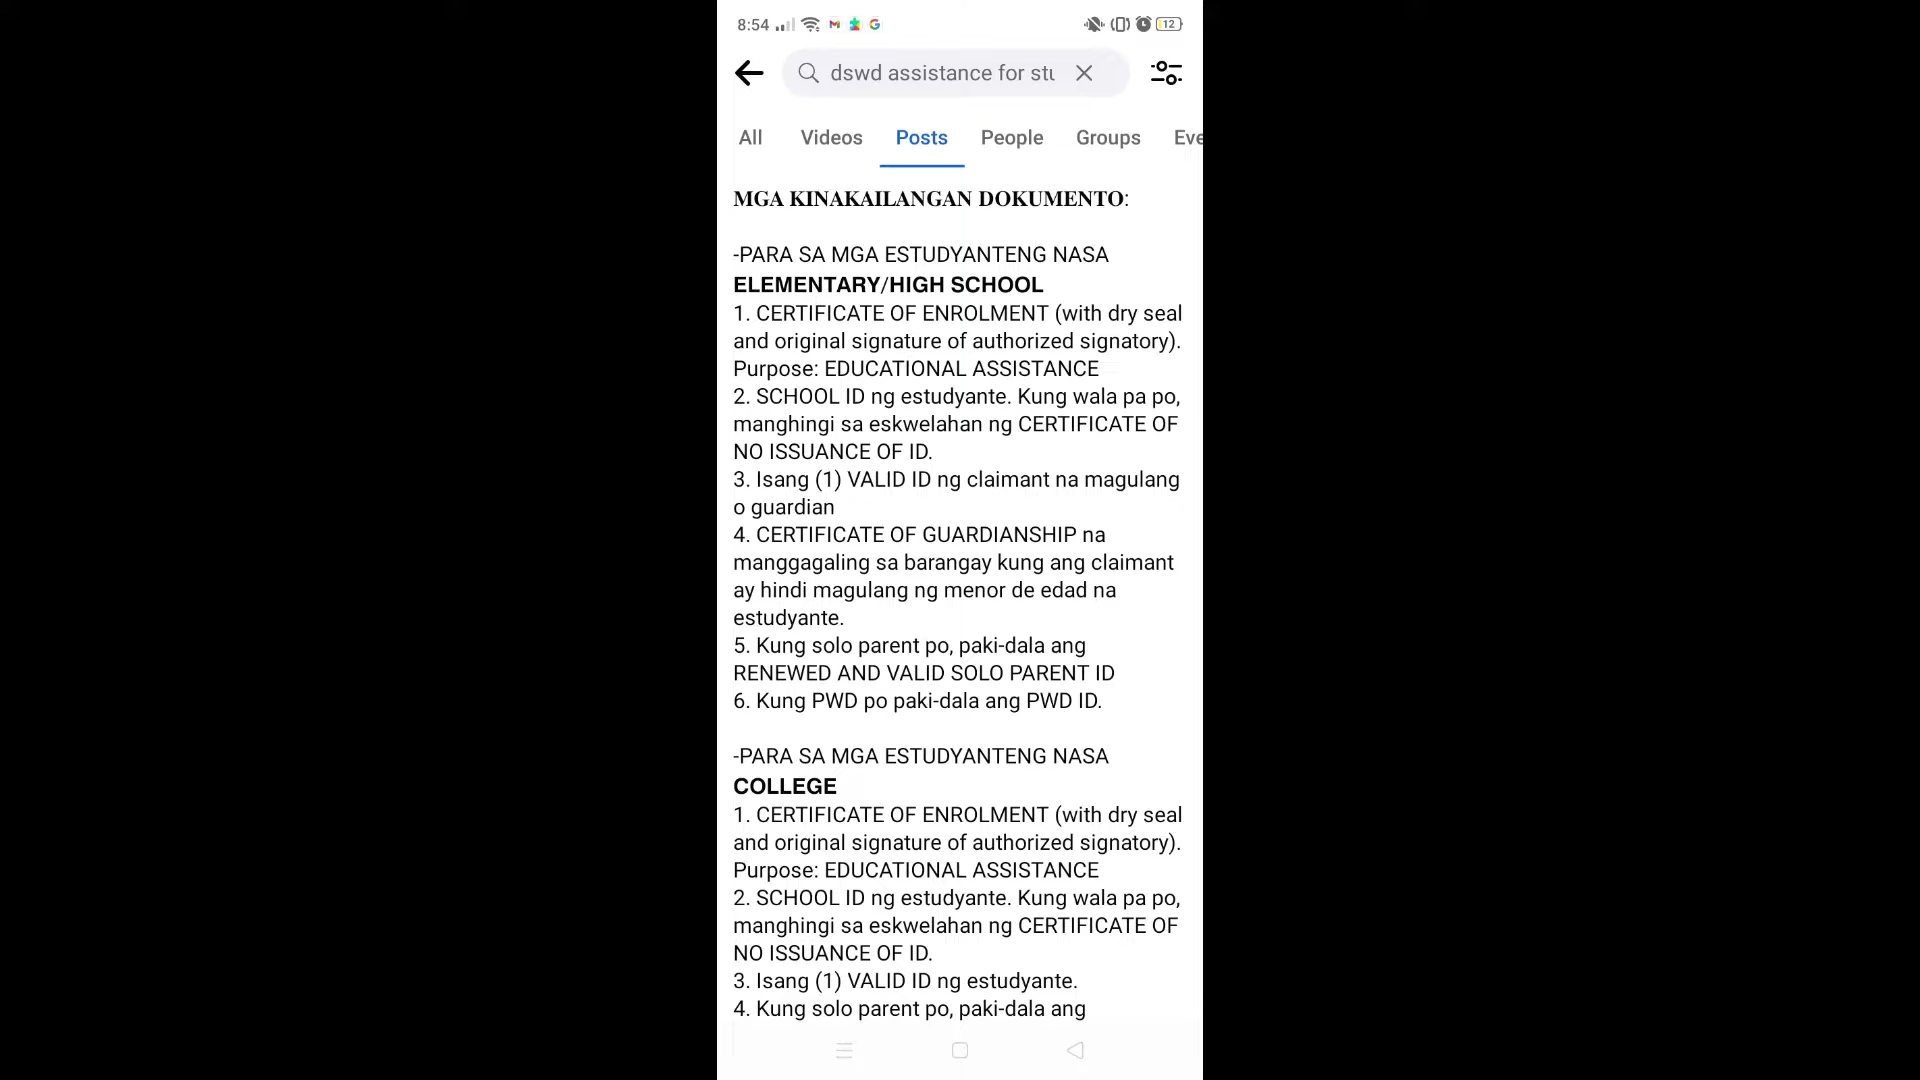 8:54
12
dswd assistance for stu
All Videos Posts People Groups Eve
MGA KINAKAILANGAN DOKUMENTO:
-PARA SA MGA ESTUDYANTENG NASA
ELEMENTARY/HIGH SCHOOL
1. CERTIFICATE OF ENROLMENT (with dry seal
and original signature of authorized signatory).
Purpose: EDUCATIONAL ASSISTANCE
2. SCHOOL ID ng estudyante. Kung wala pa po,
manghingi sa eskwelahan ng CERTIFICATE OF
NO ISSUANCE OF ID.
3. Isang (1) VALID ID ng claimant na magulang
o guardian
4. CERTIFICATE OF GUARDIANSHIP na
manggagaling sa barangay kung ang claimant
ay hindi magulang ng menor de edad na
estudyante.
5. Kung solo parent po, paki-dala ang
RENEWED AND VALID SOLO PARENT ID
6. Kung PWD po paki-dala ang PWD ID.
-PARA SA MGA ESTUDYANTENG NASA
COLLEGE
1. CERTIFICATE OF ENROLMENT (with dry seal
and original signature of authorized signatory).
Purpose: EDUCATIONAL ASSISTANCE
2. SCHOOL ID ng estudyante. Kung wala pa po,
manghingi sa eskwelahan ng CERTIFICATE OF
NO ISSUANCE OF ID.
3. Isang (1) VALID ID ng estudyante.
4. Kung solo parent po, paki-dala ang